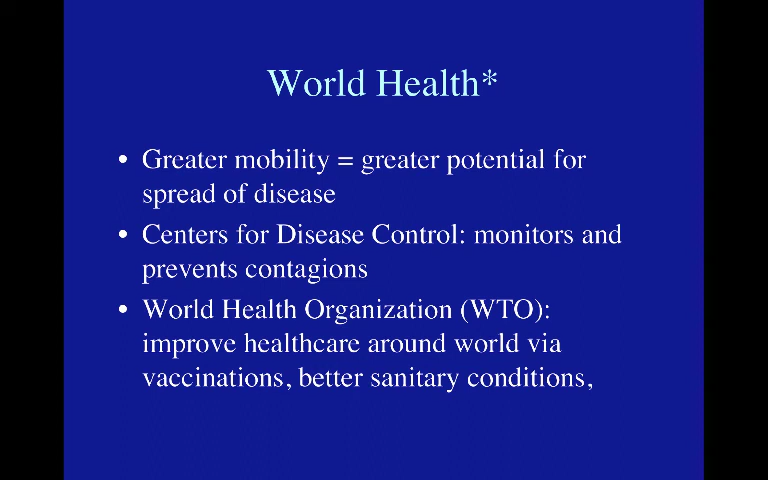 World Health*
• Greater mobility = greater potential for
spread of disease
• Centers for Disease Control: monitors and
prevents contagions
• World Health Organization (WTO):
improve healthcare around world via
vaccinations, better sanitary conditions,